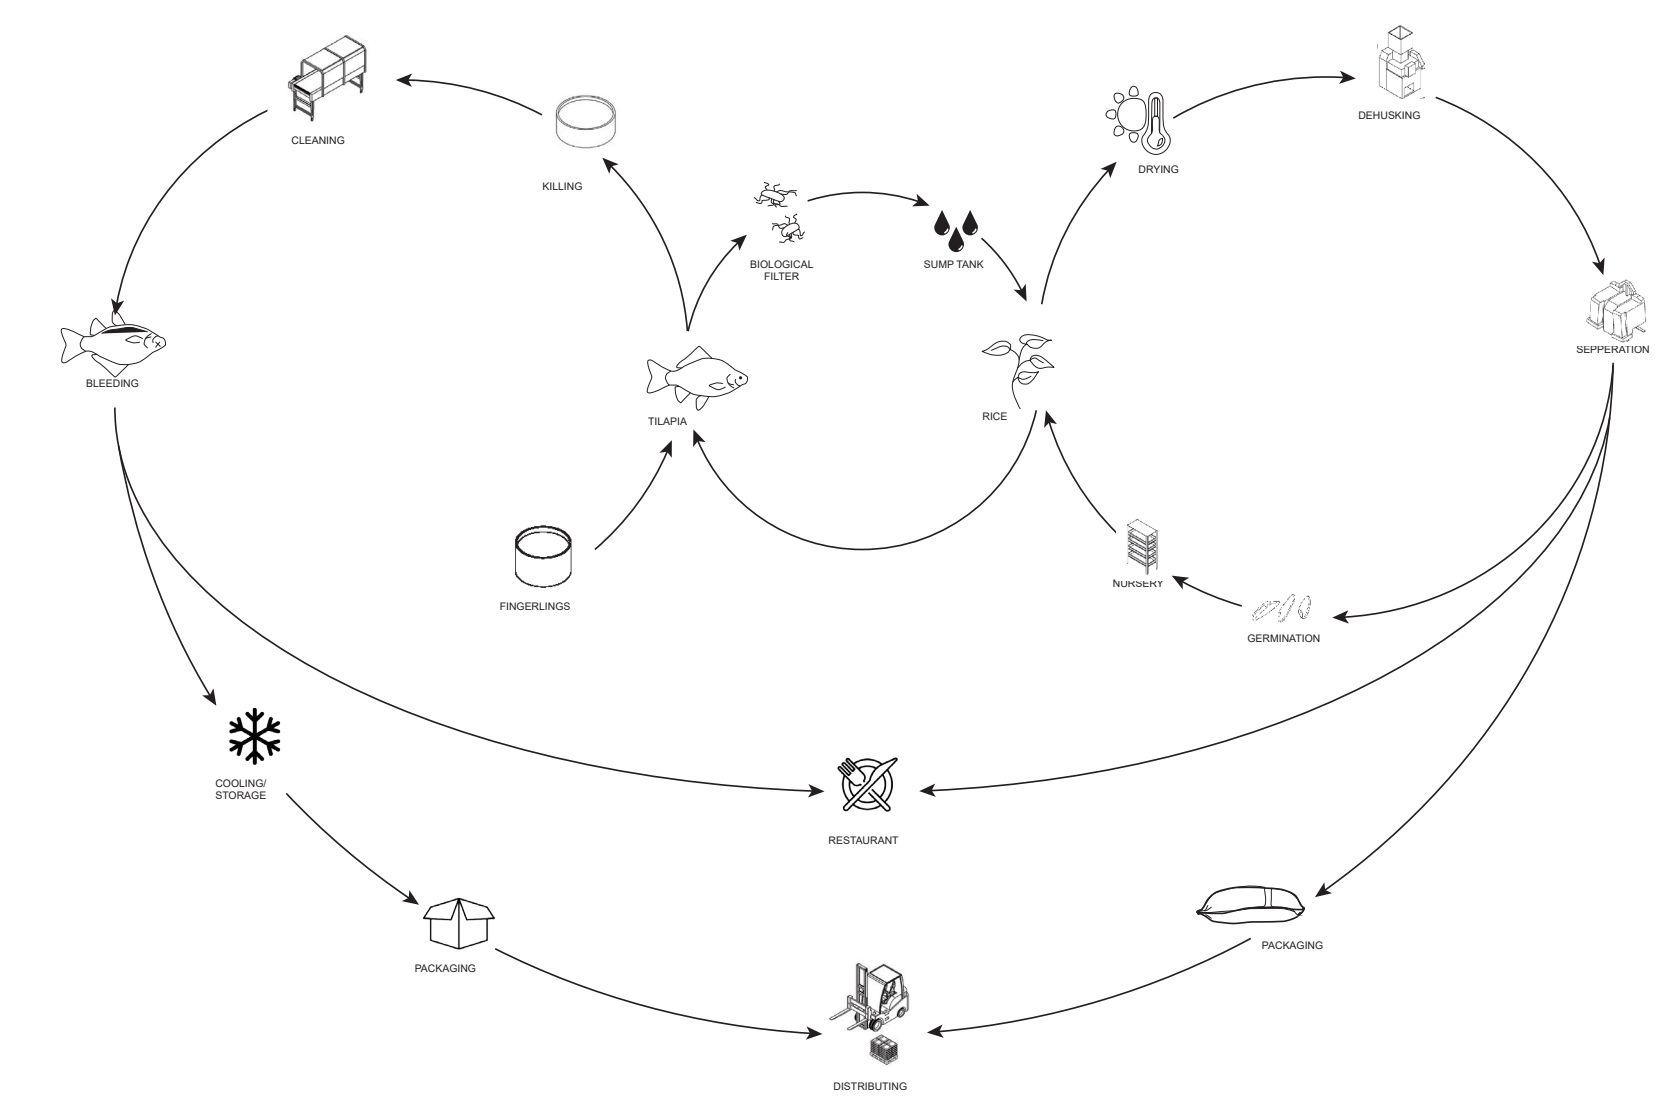 DEHUSKING
CLEANING
DRYING
KILLING
BIOLOGICAL
FILTER
SUMP TANK
SEPPERATION
BLEEDING
RICE
TILAPIA
NURSERY
FINGERLINGS
GERMINATION
COOLING/
STORAGE
RESTAURANT
PACKAGING
PACKAGING
DISTRIBUTING